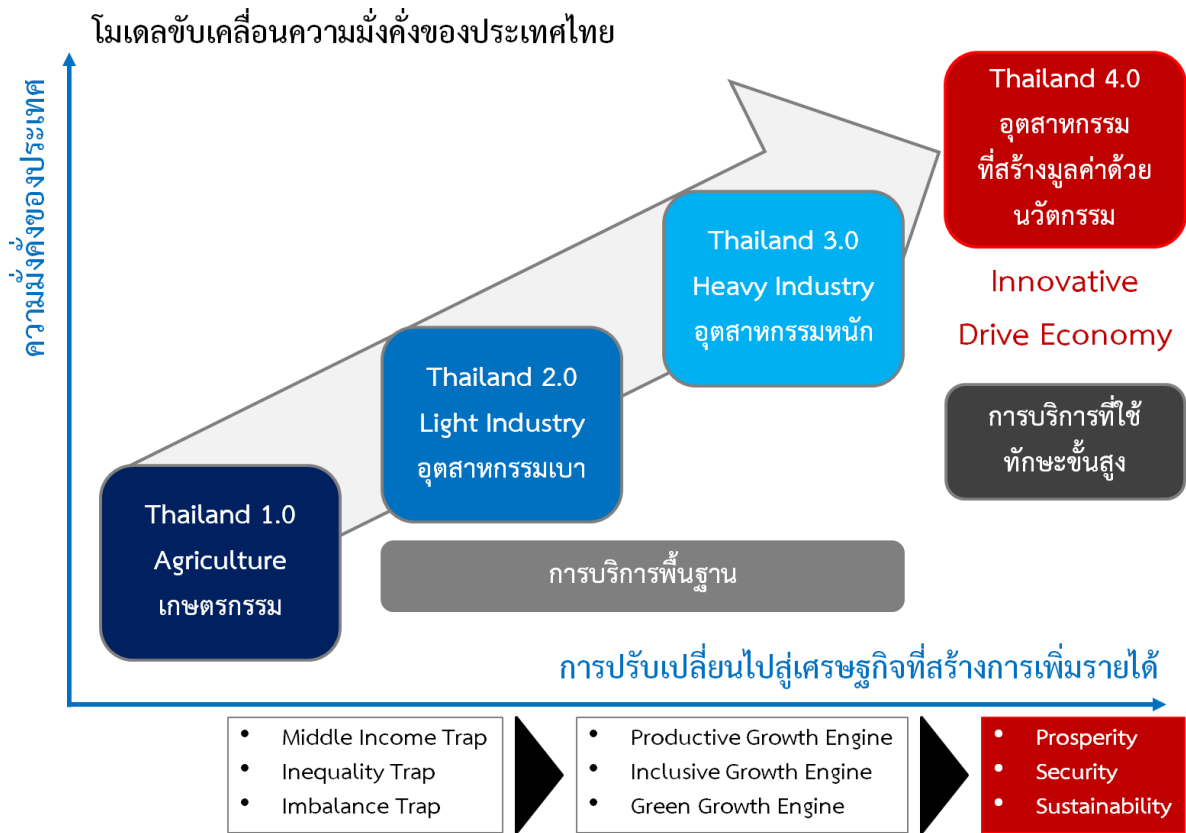 โมเดลขับเคลื่อนความมั่งคั่งของประเทศไทย
ความมั่งคั่งของประเทศ
Thailand 1.0
Agriculture
เกษตรกรรม
Thailand 2.0
Light Industry
อุตสาหกรรมเบา
Thailand 3.0
Heavy Industry
อุตสาหกรรมหนัก
Thailand 4.0
อุตสาหกรรม
ที่สร้างมูลค่าด้วย
นวัตกรรม
Innovative
Drive Economy
การบริการที่ใช้
ทักษะขั้นสูง
การบริการพื้นฐาน
การปรับเปลี่ยนไปสู่เศรษฐกิจที่สร้างการเพิ่มรายได้
• Middle Income Trap
• Inequality Trap
• Imbalance Trap
• Productive Growth Engine
• Inclusive Growth Engine
• Green Growth Engine
• Prosperity
• Security
• Sustainability